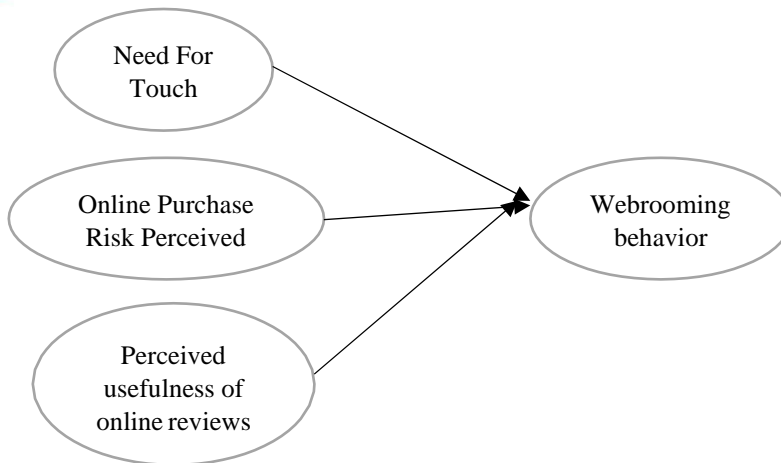 Need For
Touch
Online Purchase
Risk Perceived
Webrooming
behavior
Perceived
usefulness of
online reviews